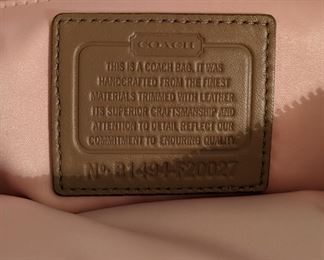 COACH
THIS IS A COACH BAG. IT WAS
HANDCRAFTED FROM THE FINEST
MATERIALS TRIMMED WITH LEATHER.
ITS SUPERIOR CRAFTSMANSHIP AND
ATTENTION TO DETAIL REFLECT OUR
COMMITMENT TO ENDURING QUALITY.
Nº B1494-F20027